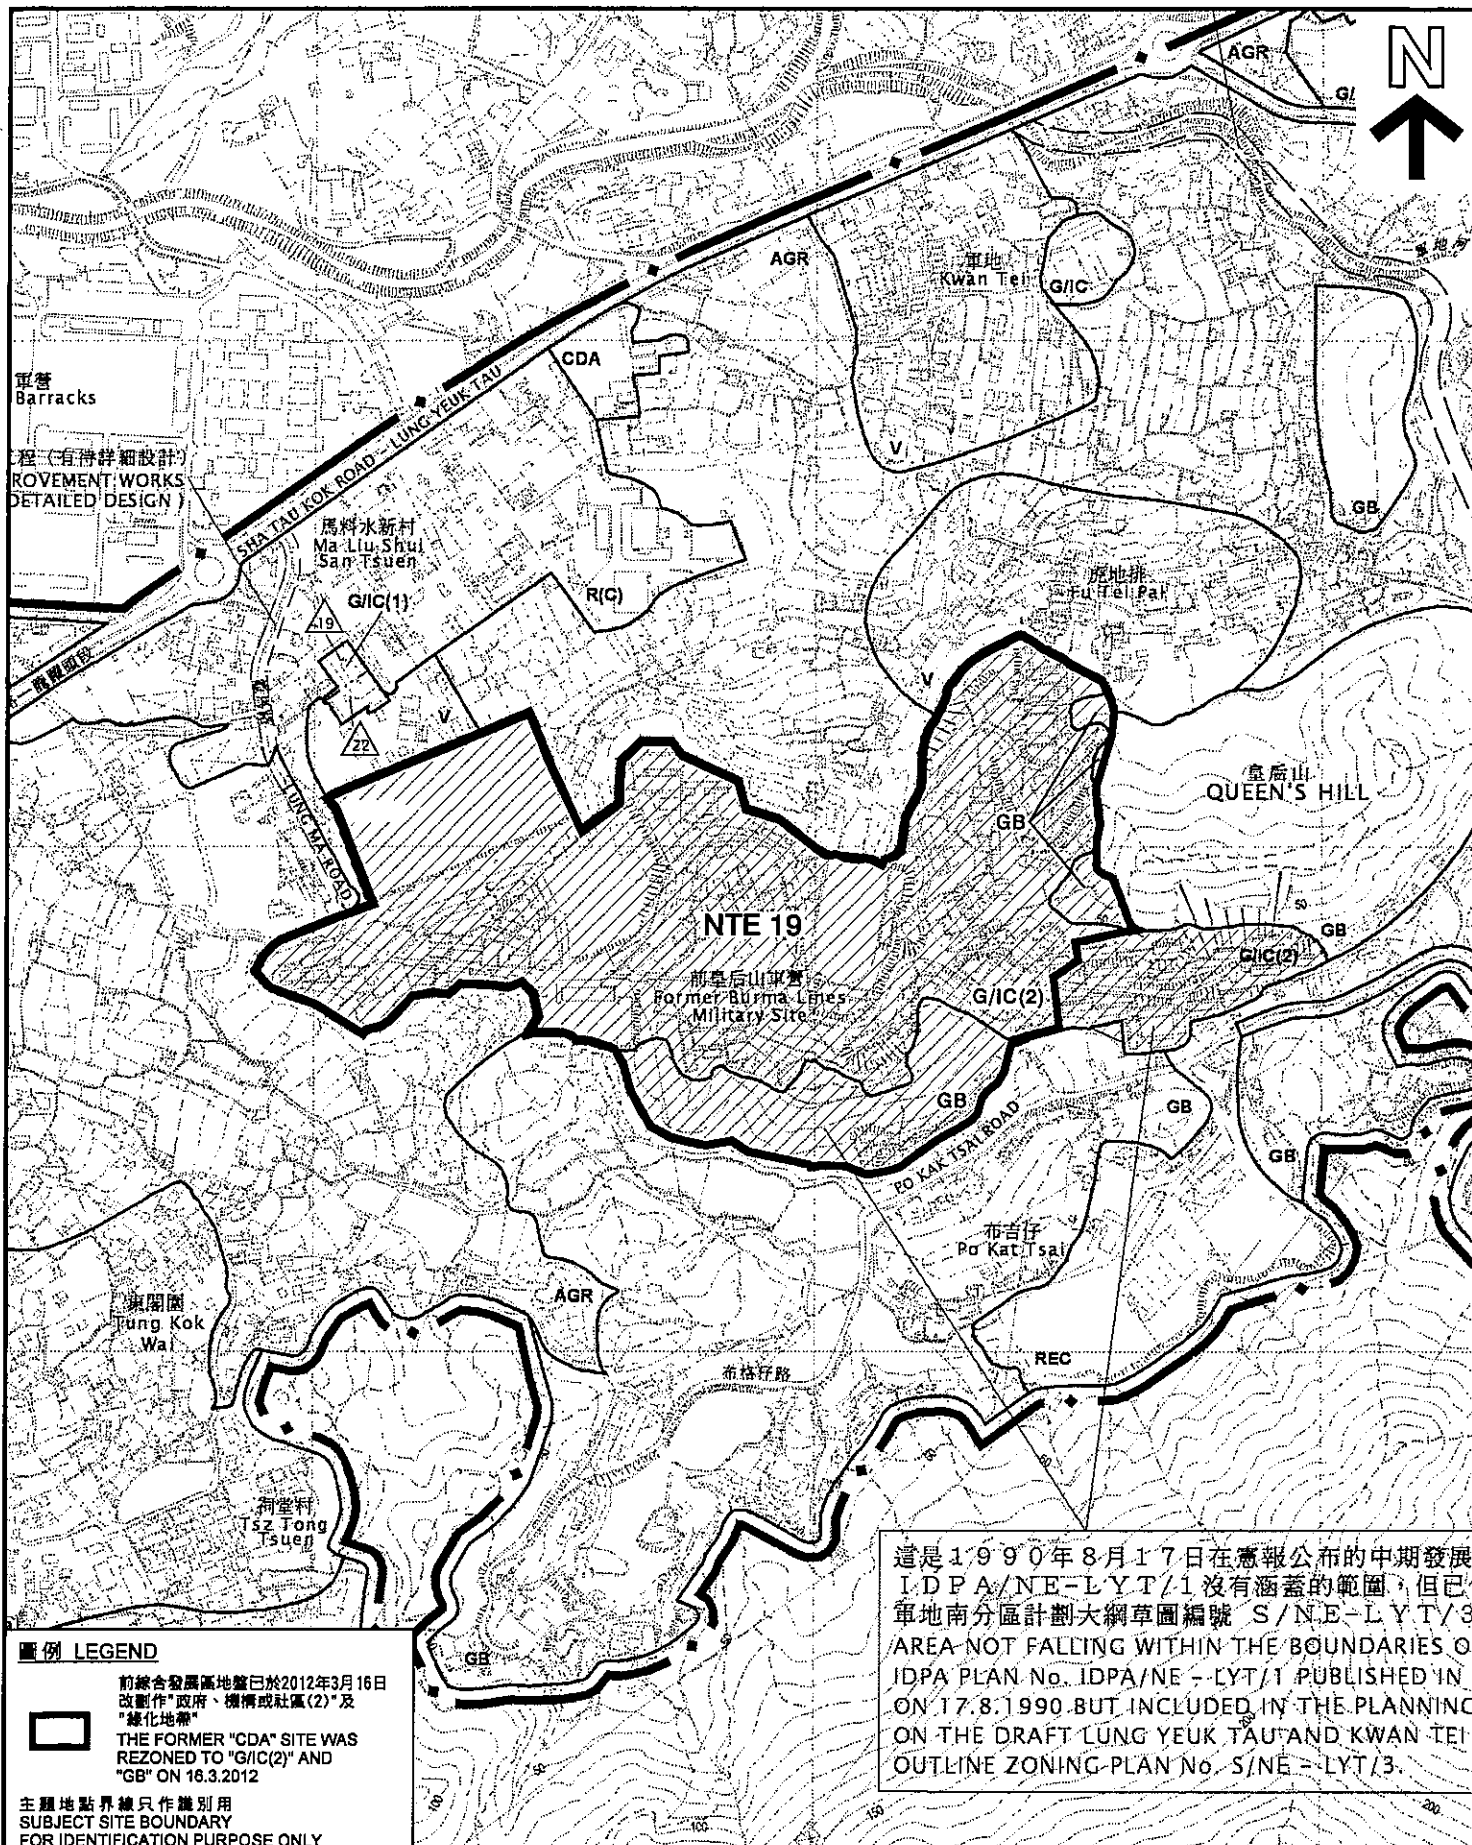 N
AGR
G/
軍地
Kwan Tei
G/IC
AGR
CDA
軍營
Barracks
程（有待詳細設計）
ROVEMENT WORKS
DETAILED DESIGN )
SHA TAU KOK ROAD - LUNG YEUK TAU
V
GB
馬料水新村
Ma Liu Shui
San Tsuen
虎地排
Fu Tei Pai
G/IC(1)
19
R(C)
V
V
22
LUNG MA ROAD
皇后山
QUEEN'S HILL
GB
NTE 19
50
GB
G/IC(2)
前皇后山軍營
Former Burma Lines
Military Site
G/IC(2)
GB
PO KAK TSAI ROAD
GB
GB
布吉仔
Po Kat Tsai
東閣圍
Tung Kok
Wai
AGR
REC
布格仔路
祠堂村
Tsz Tong
Tsuen
GB
50
50
50
100
100
150
200
200
這是1990年8月17日在憲報公布的中期發展
IDPA/NE-LYT/1沒有涵蓋的範圍，但已
軍地南分區計劃大綱草圖編號 S/NE-LYT/3
AREA NOT FALLING WITHIN THE BOUNDARIES O
IDPA PLAN No. IDPA/NE - LYT/1 PUBLISHED IN
ON 17.8.1990 BUT INCLUDED IN THE PLANNING
ON THE DRAFT LUNG YEUK TAU AND KWAN TEI
OUTLINE ZONING PLAN No. S/NE - LYT/3.
圖例 LEGEND
前綜合發展區地盤已於2012年3月16日
改劃作"政府、機構或社區(2)"及
"綠化地帶"
THE FORMER "CDA" SITE WAS
REZONED TO "G/IC(2)" AND
"GB" ON 16.3.2012
主題地點界線只作識別用
SUBJECT SITE BOUNDARY
FOR IDENTIFICATION PURPOSE ONLY